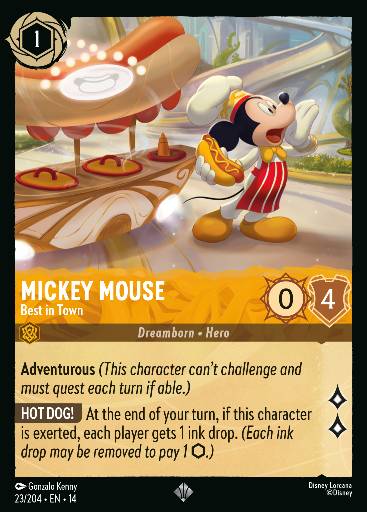 1
MICKEY MOUSE
Best in Town
0
4
Dreamborn • Hero
Adventurous (This character can't challenge and
must quest each turn if able.)
HOT DOG! At the end of your turn, if this character
is exerted, each player gets 1 ink drop. (Each ink
drop may be removed to pay 1 ⬡.)
Gonzalo Kenny
23/204 • EN • 14
Disney Lorcana
©Disney